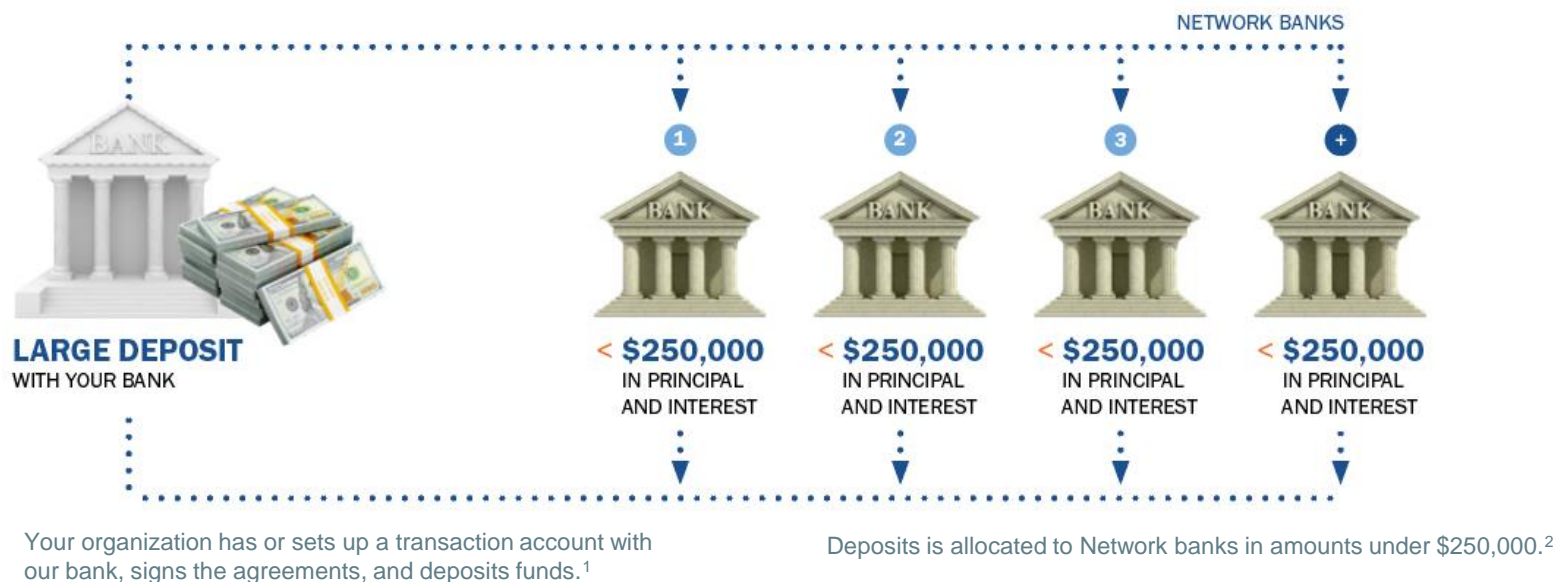 NETWORK BANKS
BANK
1
2
3
+
BANK
BANK
BANK
BANK
LARGE DEPOSIT
WITH YOUR BANK
< $250,000
IN PRINCIPAL
AND INTEREST
< $250,000
IN PRINCIPAL
AND INTEREST
< $250,000
IN PRINCIPAL
AND INTEREST
< $250,000
IN PRINCIPAL
AND INTEREST
Your organization has or sets up a transaction account with
our bank, signs the agreements, and deposits funds.¹
Deposits is allocated to Network banks in amounts under $250,000.²